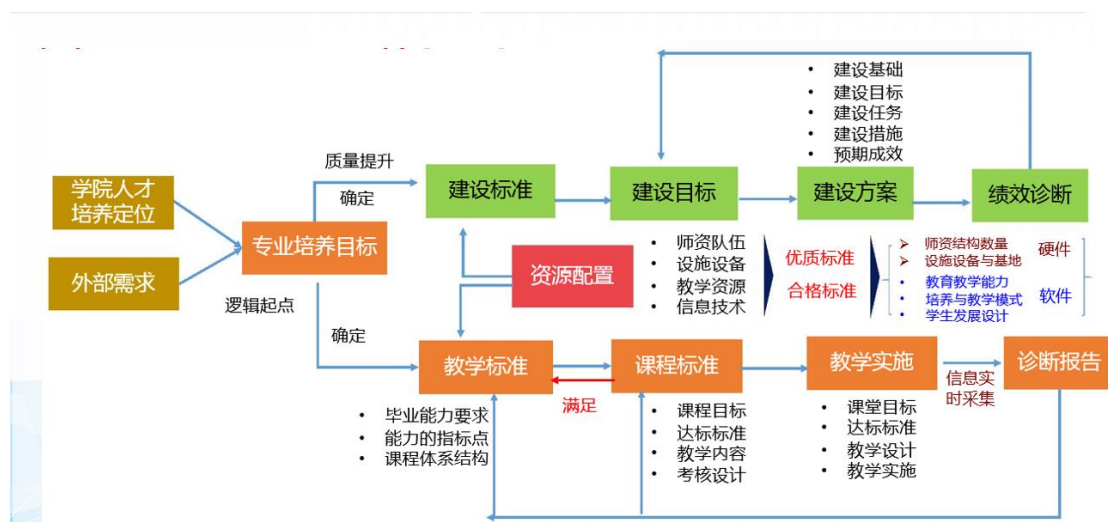 • 建设基础
• 建设目标
• 建设任务
• 建设措施
• 预期成效
质量提升
确定
学院人才
培养定位
外部需求
专业培养目标
建设标准
建设目标
建设方案
绩效诊断
逻辑起点
确定
资源配置
• 师资队伍
• 设施设备
• 教学资源
• 信息技术
优质标准
合格标准
➢ 师资结构数量
➢ 设施设备与基地
硬件
• 教育教学能力
• 培养与教学模式
• 学生发展设计
软件
教学标准
课程标准
教学实施
诊断报告
满足
信息实
时采集
• 毕业能力要求
• 能力的指标点
• 课程体系结构
• 课程目标
• 达标标准
• 教学内容
• 考核设计
• 课堂目标
• 达标标准
• 教学设计
• 教学实施